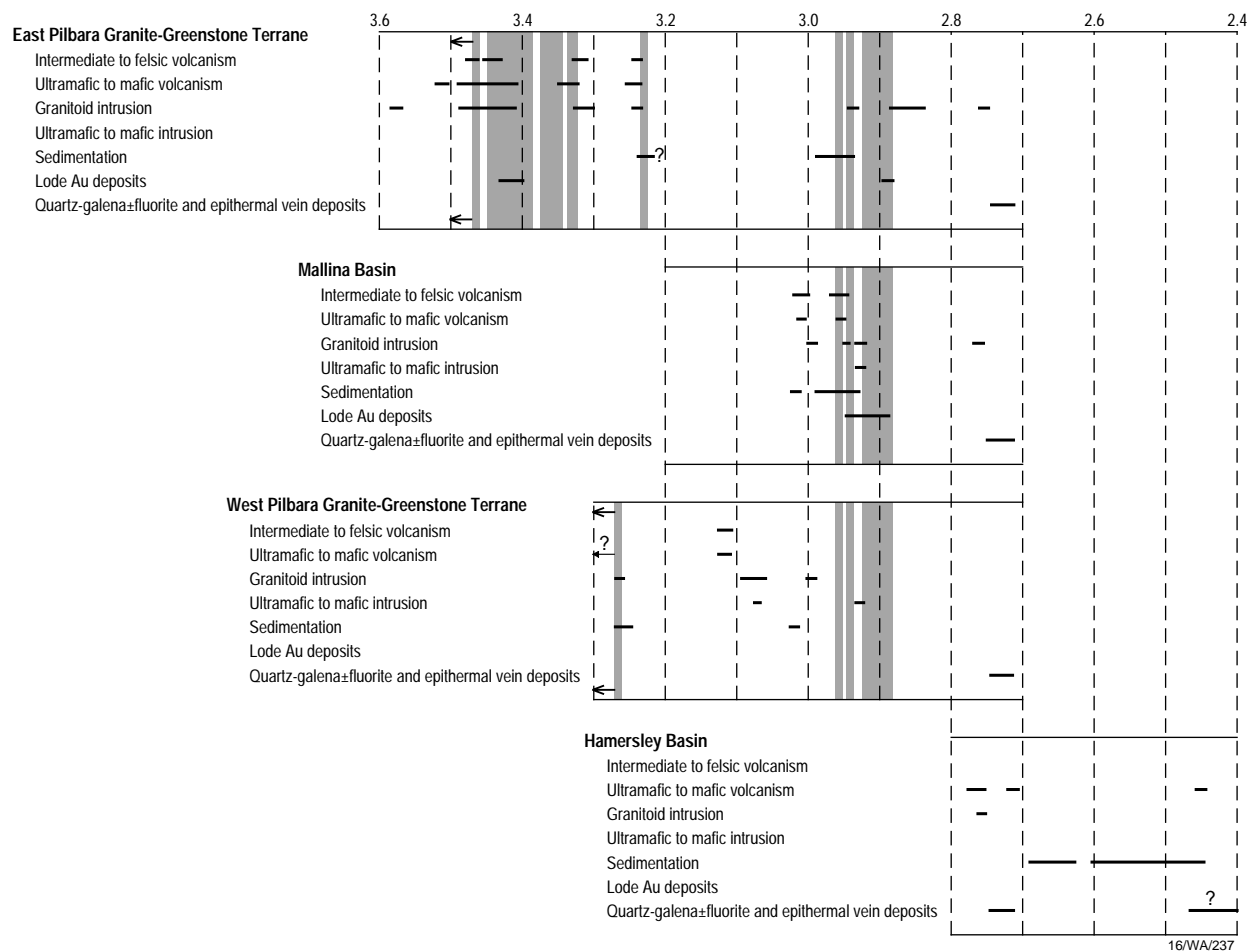 3.6 3.4 3.2 3.0 2.8 2.6 2.4
East Pilbara Granite-Greenstone Terrane
Intermediate to felsic volcanism
Ultramafic to mafic volcanism
Granitoid intrusion
Ultramafic to mafic intrusion
Sedimentation ?
Lode Au deposits
Quartz-galena±fluorite and epithermal vein deposits
Mallina Basin
Intermediate to felsic volcanism
Ultramafic to mafic volcanism
Granitoid intrusion
Ultramafic to mafic intrusion
Sedimentation
Lode Au deposits
Quartz-galena±fluorite and epithermal vein deposits
West Pilbara Granite-Greenstone Terrane
Intermediate to felsic volcanism
?
Ultramafic to mafic volcanism
Granitoid intrusion
Ultramafic to mafic intrusion
Sedimentation
Lode Au deposits
Quartz-galena±fluorite and epithermal vein deposits
Hamersley Basin
Intermediate to felsic volcanism
Ultramafic to mafic volcanism
Granitoid intrusion
Ultramafic to mafic intrusion
Sedimentation
Lode Au deposits
?
Quartz-galena±fluorite and epithermal vein deposits
16/WA/237